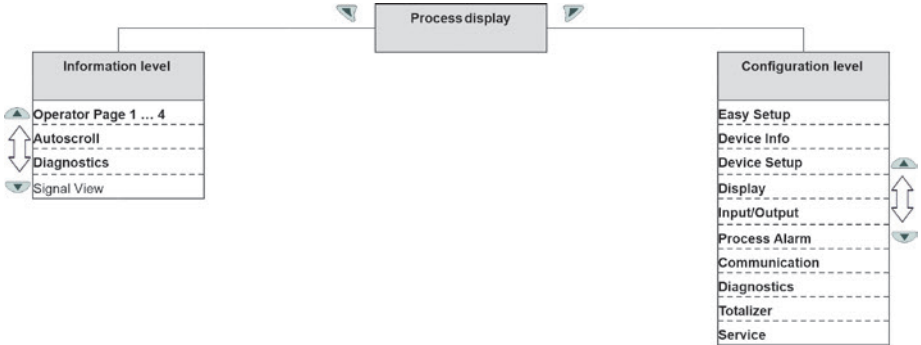 Process display
Information level
Operator Page 1 ... 4
Autoscroll
Diagnostics
Signal View
Configuration level
Easy Setup
Device Info
Device Setup
Display
Input/Output
Process Alarm
Communication
Diagnostics
Totalizer
Service